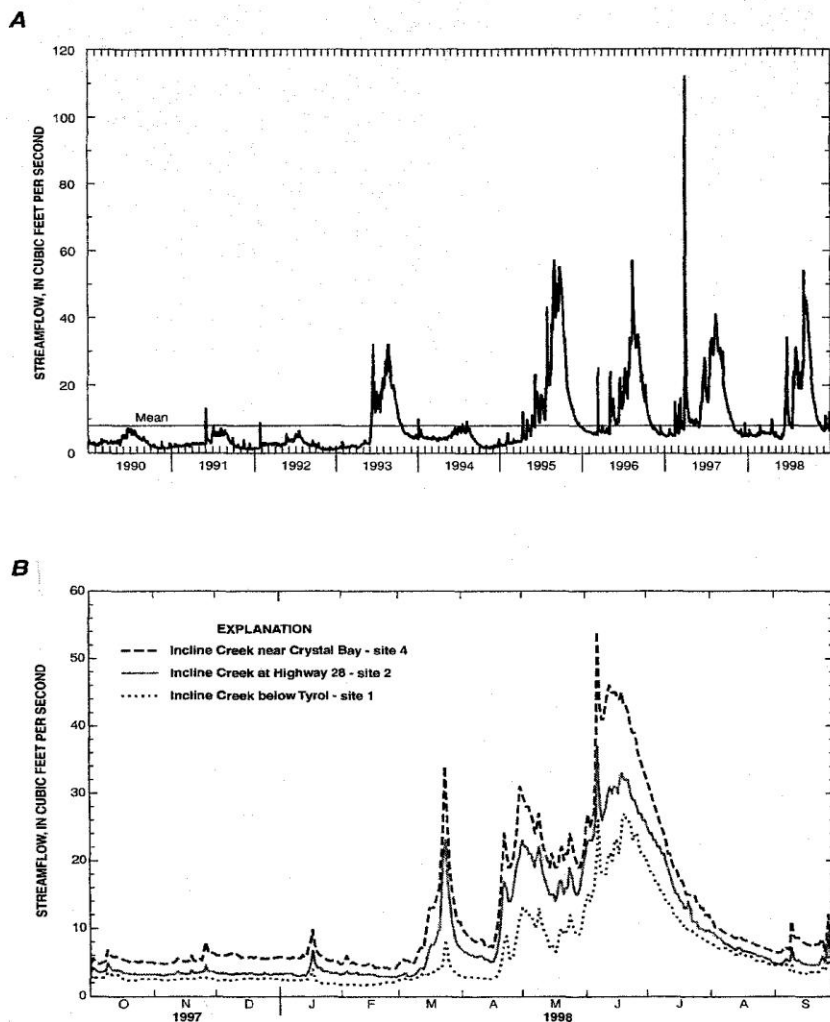 A
STREAMFLOW, IN CUBIC FEET PER SECOND
120
100
80
60
40
20
0
Mean
1990 1991 1992 1993 1994 1995 1996 1997 1998
B
STREAMFLOW, IN CUBIC FEET PER SECOND
60
50
40
30
20
10
0
EXPLANATION
Incline Creek near Crystal Bay - site 4
Incline Creek at Highway 28 - site 2
Incline Creek below Tyrol - site 1
O N D J F M A M J J A S
1997 1998